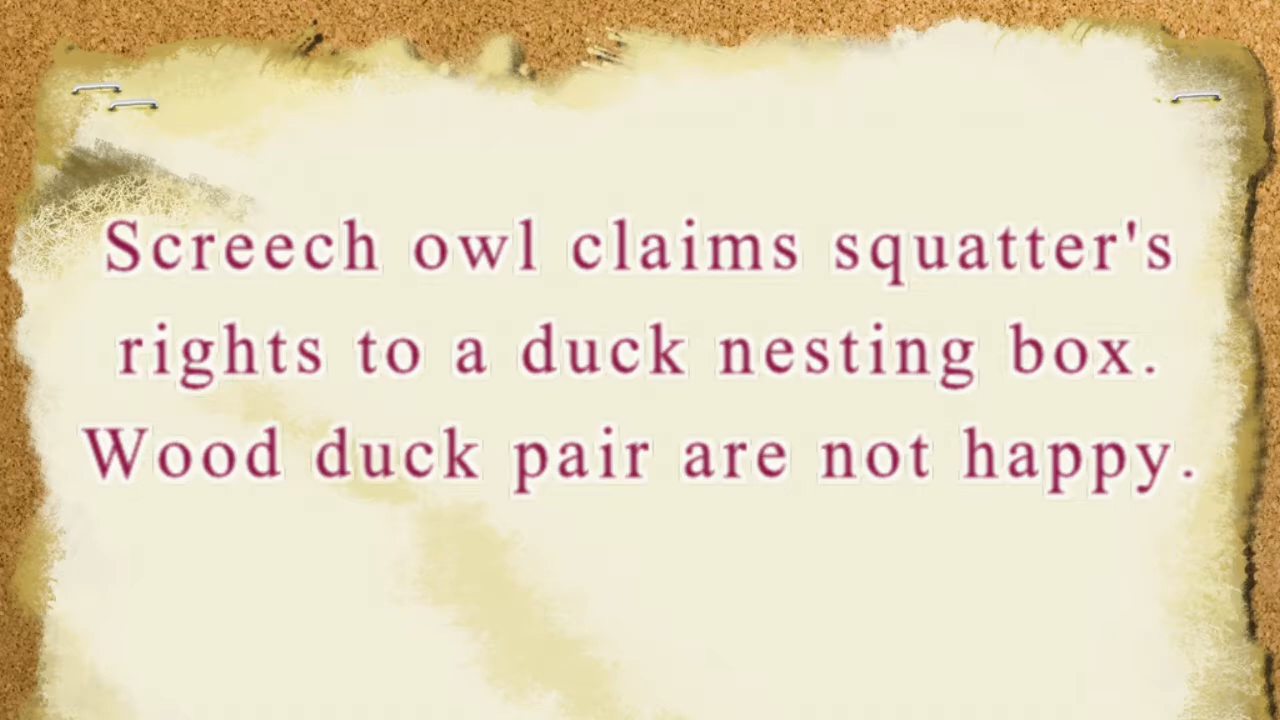 Screech owl claims squatter's
rights to a duck nesting box.
Wood duck pair are not happy.